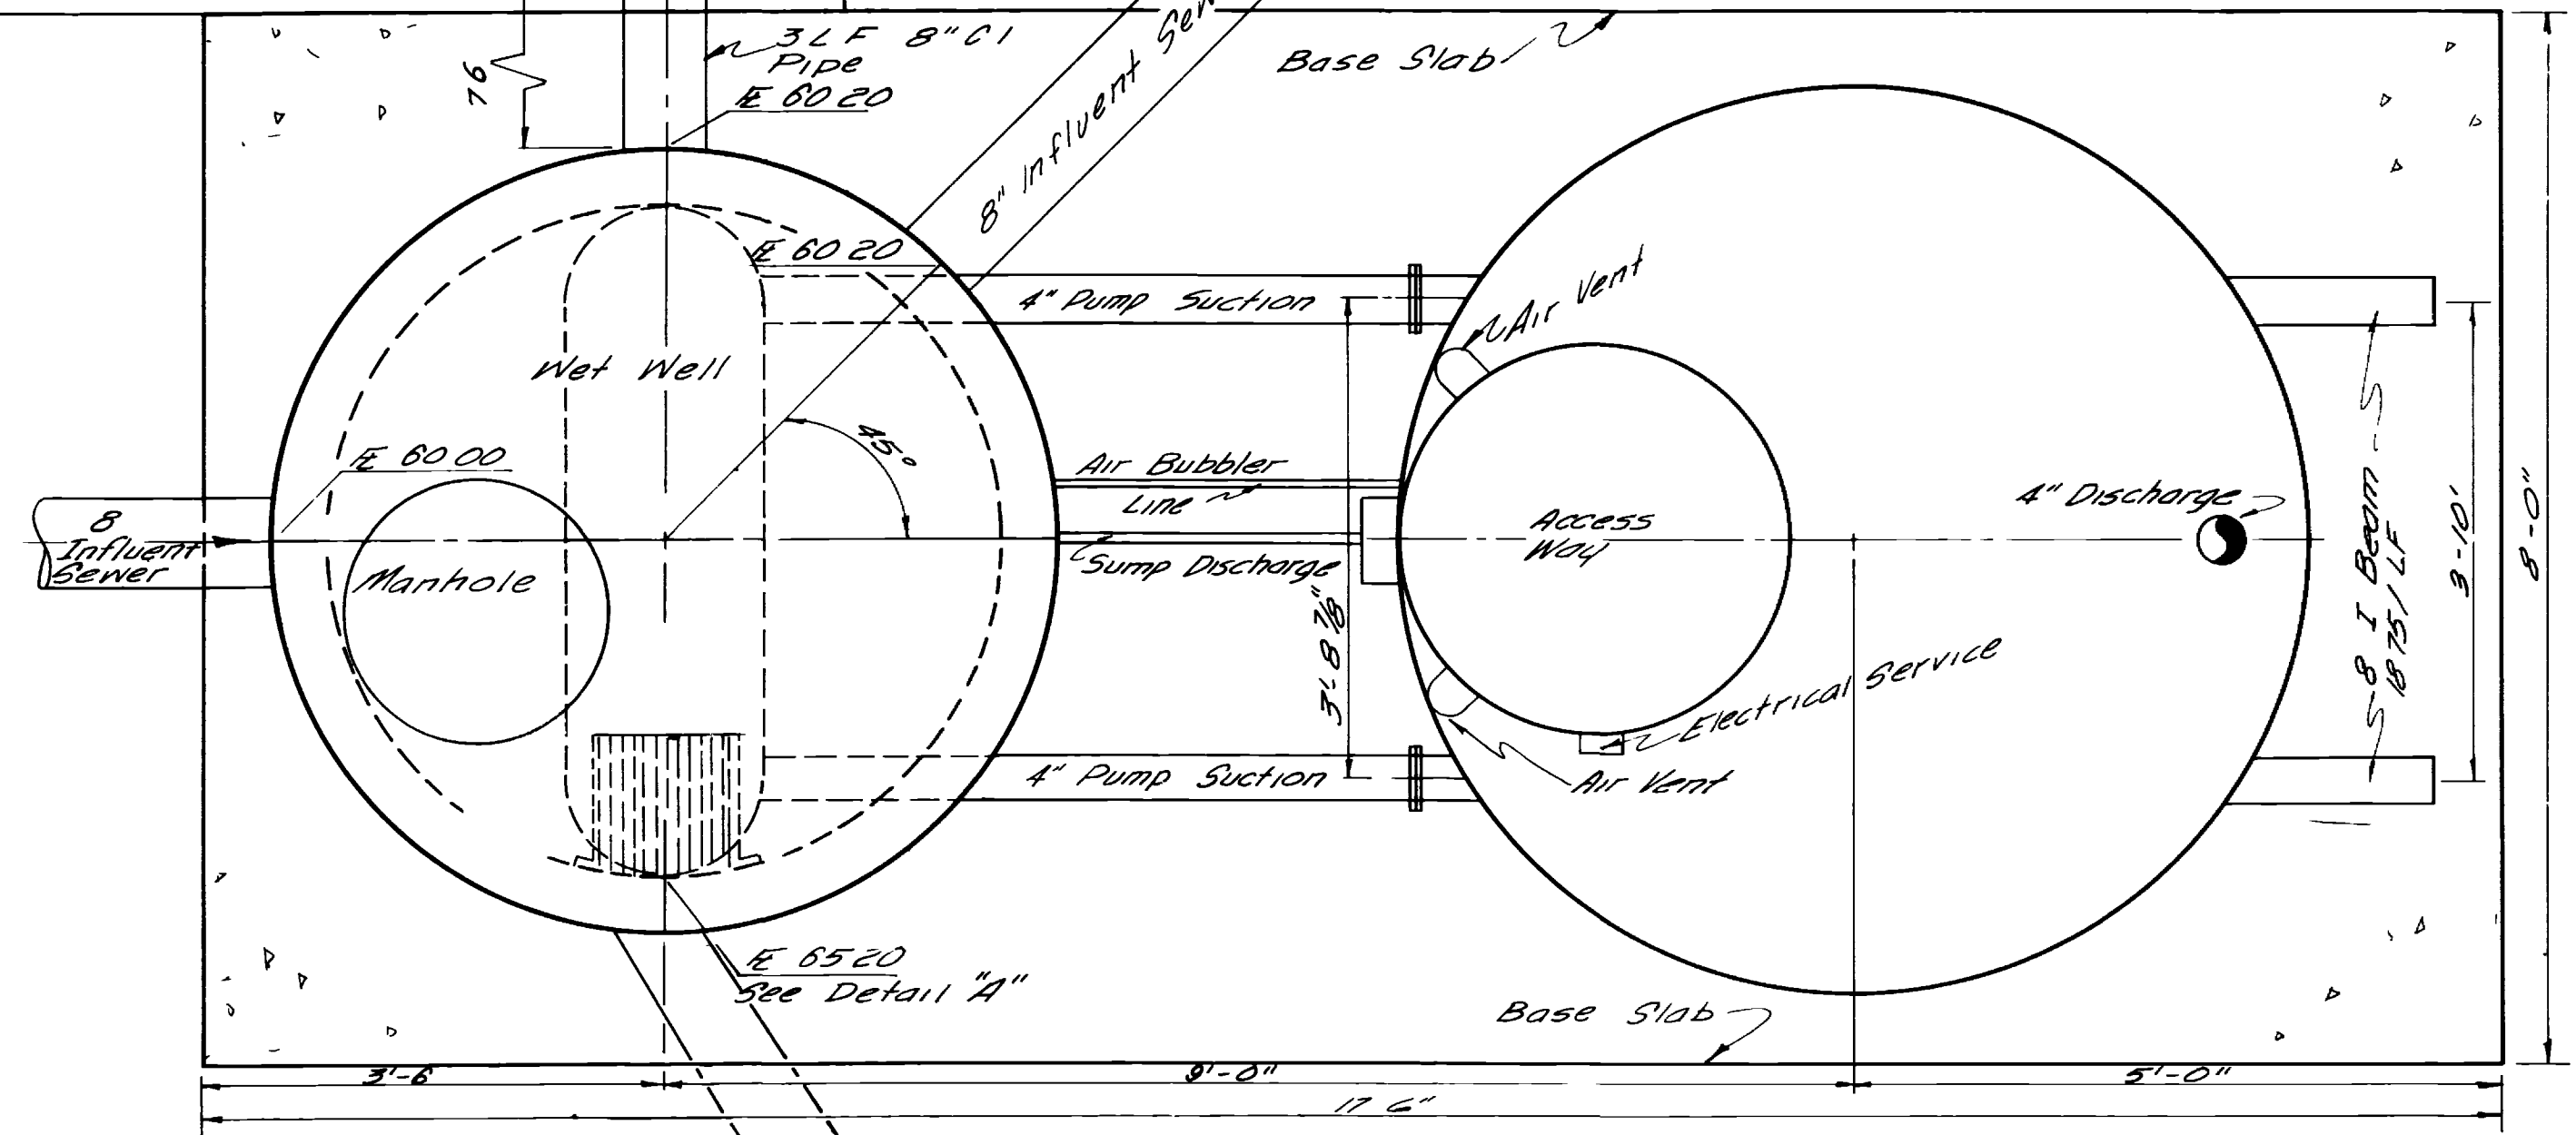 3 L F 8" C I
Pipe
76
Œ 60 20
8" Influent Sew
Base Slab
Œ 60 20
4" Pump Suction
Air Vent
Wet Well
45°
Œ 60 00
Air Bubbler
Line
8
Influent
Sewer
Manhole
Sump Discharge
Access
Way
4" Discharge
8 I Beam
18 75 / LF
3'-10'
8'-0"
3'-8 7/8"
Electrical Service
4" Pump Suction
Air Vent
Œ 65 20
See Detail "A"
Base Slab
3'-6
9'-0"
5'-0"
17 6"